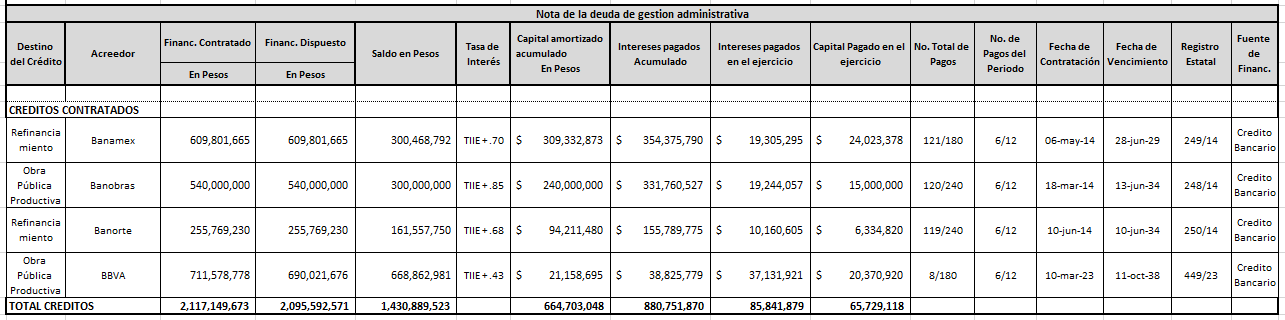 Nota de la deuda de gestion administrativa
Destino del Crédito | Acreedor | Financ. Contratado | Financ. Dispuesto | Saldo en Pesos | Tasa de Interés | Capital amortizado acumulado En Pesos | Intereses pagados Acumulado | Intereses pagados en el ejercicio | Capital Pagado en el ejercicio | No. Total de Pagos | No. de Pagos del Periodo | Fecha de Contratación | Fecha de Vencimiento | Registro Estatal | Fuente de Financ.
En Pesos | En Pesos
CREDITOS CONTRATADOS
Refinanciamiento | Banamex | 609,801,665 | 609,801,665 | 300,468,792 | TIIE+.70 | $ 309,332,873 | $ 354,375,790 | $ 19,305,295 | $ 24,023,378 | 121/180 | 6/12 | 06-may-14 | 28-jun-29 | 249/14 | Credito Bancario
Obra Pública Productiva | Banobras | 540,000,000 | 540,000,000 | 300,000,000 | TIIE+.85 | $ 240,000,000 | $ 331,760,527 | $ 19,244,057 | $ 15,000,000 | 120/240 | 6/12 | 18-mar-14 | 13-jun-34 | 248/14 | Credito Bancario
Refinanciamiento | Banorte | 255,769,230 | 255,769,230 | 161,557,750 | TIIE+.68 | $ 94,211,480 | $ 155,789,775 | $ 10,160,605 | $ 6,334,820 | 119/240 | 6/12 | 10-jun-14 | 10-jun-34 | 250/14 | Credito Bancario
Obra Pública Productiva | BBVA | 711,578,778 | 690,021,676 | 668,862,981 | TIIE+.43 | $ 21,158,695 | $ 38,825,779 | $ 37,131,921 | $ 20,370,920 | 8/180 | 6/12 | 10-mar-23 | 11-oct-38 | 449/23 | Credito Bancario
TOTAL CREDITOS | 2,117,149,673 | 2,095,592,571 | 1,430,889,523 | 664,703,048 | 880,751,870 | 85,841,879 | 65,729,118